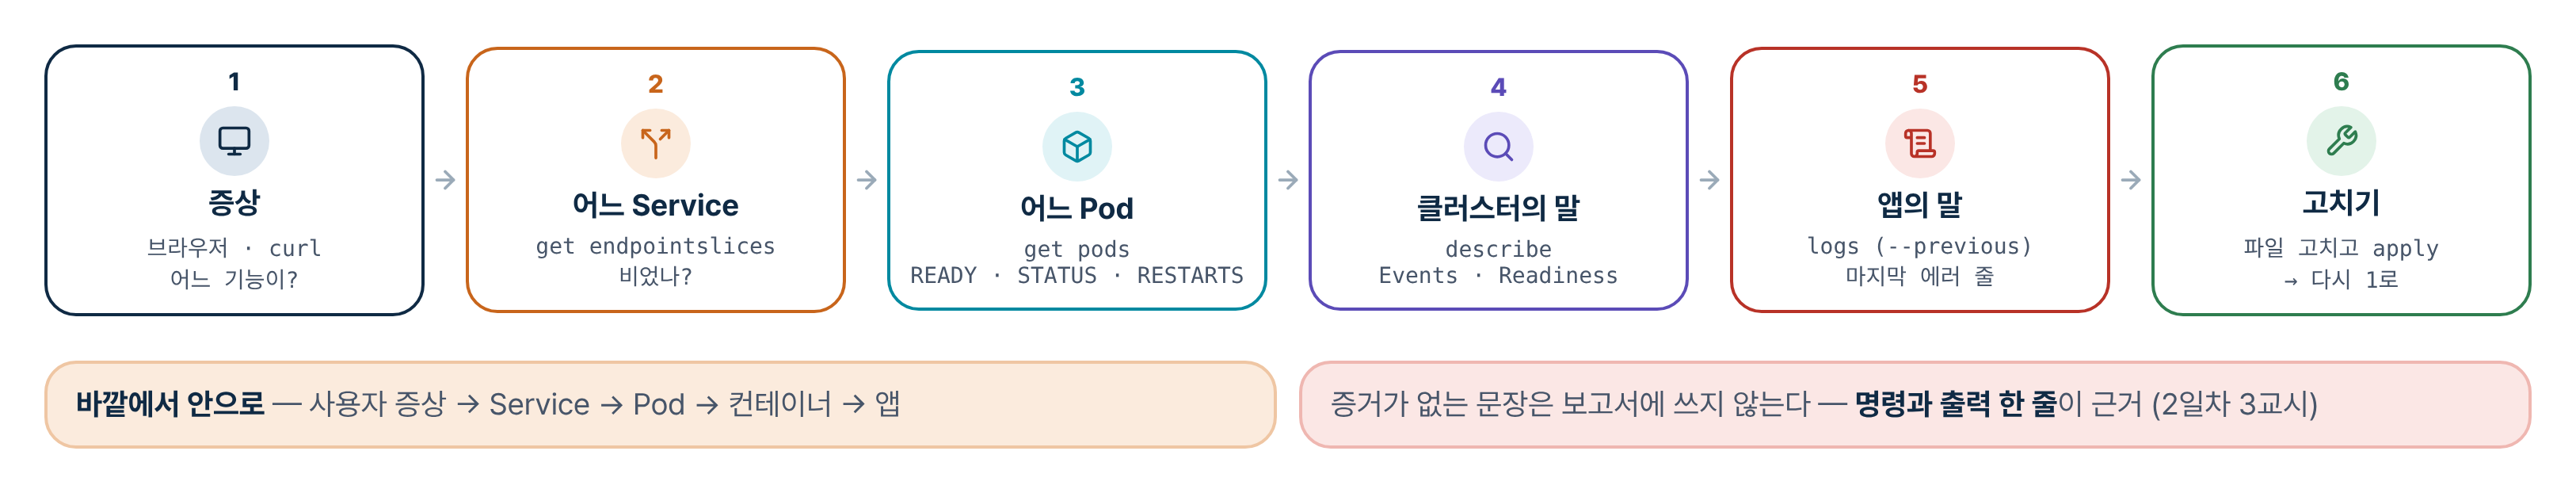 1
증상
브라우저 · curl
어느 기능이?
2
어느 Service
get endpointslices
비었나?
3
어느 Pod
get pods
READY · STATUS · RESTARTS
4
클러스터의 말
describe
Events · Readiness
5
앱의 말
logs (--previous)
마지막 에러 줄
6
고치기
파일 고치고 apply
→ 다시 1로
바깥에서 안으로 — 사용자 증상 → Service → Pod → 컨테이너 → 앱
증거가 없는 문장은 보고서에 쓰지 않는다 — 명령과 출력 한 줄이 근거 (2일차 3교시)